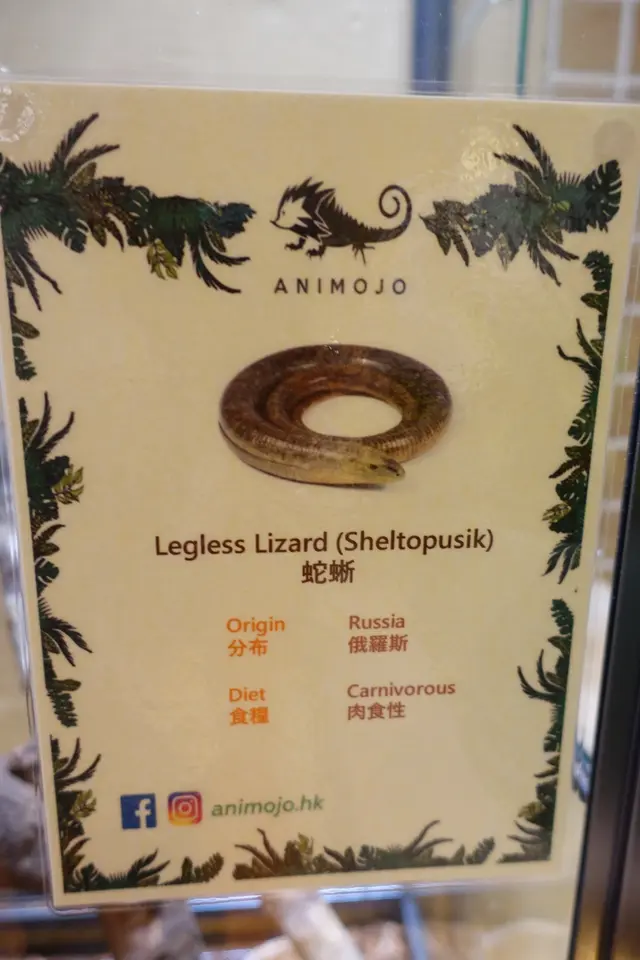 ANIMOJO
Legless Lizard (Sheltopusik)
蛇蜥
Origin
分布
Russia
俄羅斯
Diet
食糧
Carnivorous
肉食性
animojo.hk